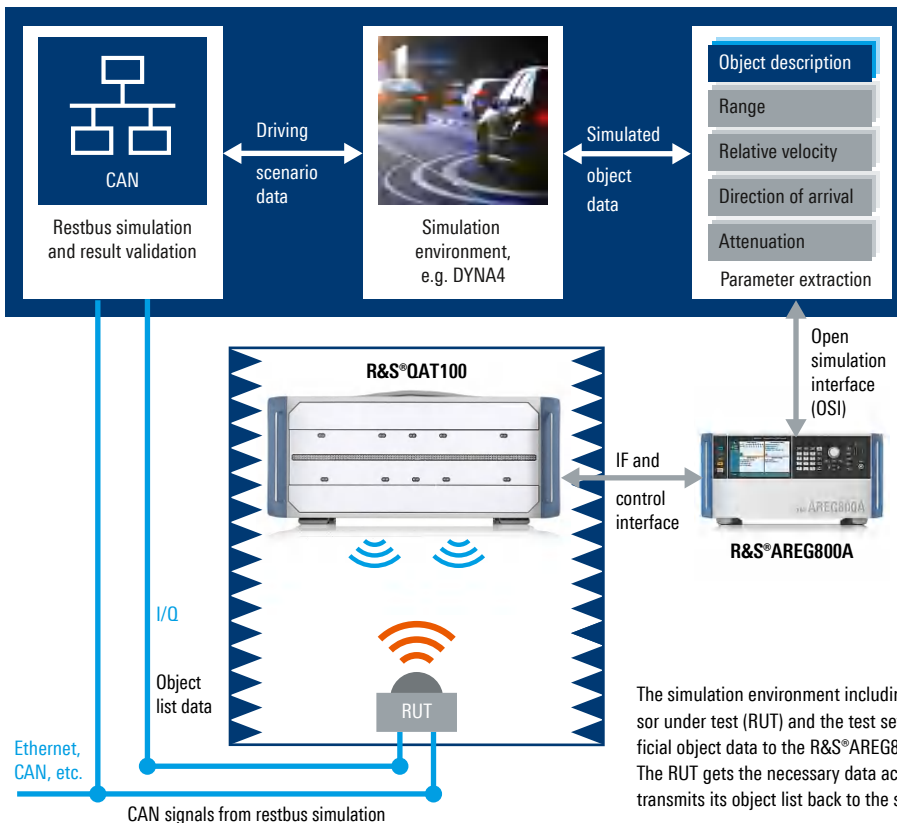 CAN
Restbus simulation
and result validation
Driving
scenario
data
Simulation
environment,
e.g. DYNA4
Simulated
object
data
Object description
Range
Relative velocity
Direction of arrival
Attenuation
Parameter extraction
Open
simulation
interface
(OSI)
R&S®QAT100
IF and
control
interface
AREG800A
R&S®AREG800A
I/Q
Object
list data
RUT
Ethernet,
CAN, etc.
CAN signals from restbus simulation
The simulation environment includin
sor under test (RUT) and the test se
ficial object data to the R&S®AREG8
The RUT gets the necessary data ac
transmits its object list back to the s